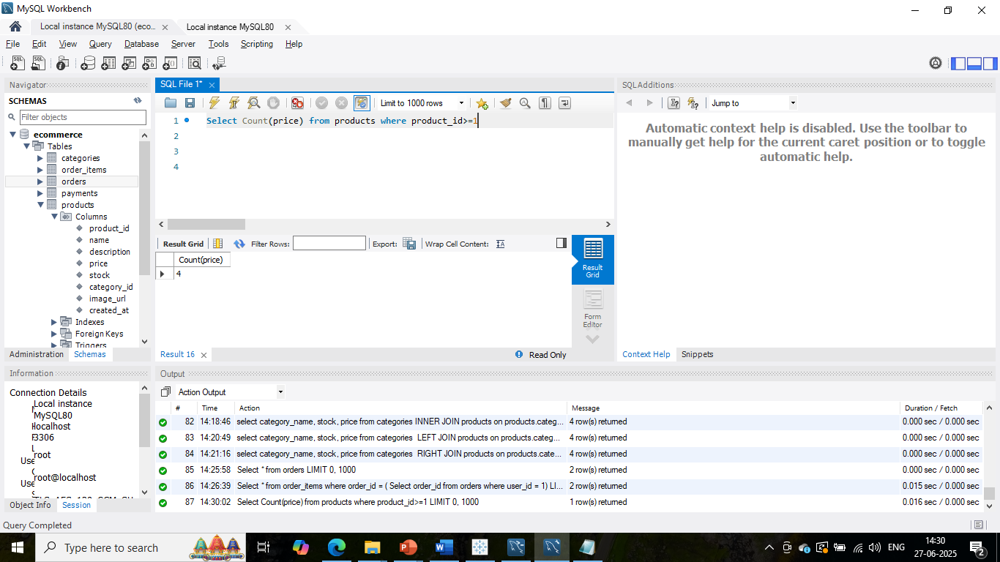 MySQL Workbench
Local instance MySQL80 (eco...
Local instance MySQL80
File Edit View Query Database Server Tools Scripting Help
Navigator
SCHEMAS
Filter objects
ecommerce
Tables
categories
order_items
orders
payments
products
Columns
product_id
name
description
price
stock
category_id
image_url
created_at
Indexes
Foreign Keys
Triggers
Administration Schemas
Information
Connection Details
Local instance
MySQL80
localhost
3306
root
Use
root@localhost
Use
Object Info Session
SQL File 1*
Limit to 1000 rows
1 Select Count(price) from products where product_id>=1
2
3
4
Result Grid Filter Rows: Export: Wrap Cell Content:
Count(price)
4
Result Grid
Form Editor
Result 16
Read Only
SQLAdditions
Jump to
Automatic context help is disabled. Use the toolbar to
manually get help for the current caret position or to toggle
automatic help.
Context Help Snippets
Output
Action Output
# Time Action Message Duration / Fetch
82 14:18:46 select category_name, stock, price from categories INNER JOIN products on products.categ... 4 row(s) returned 0.000 sec / 0.000 sec
83 14:20:49 select category_name, stock, price from categories LEFT JOIN products on products.categ... 4 row(s) returned 0.000 sec / 0.000 sec
84 14:21:16 select category_name, stock, price from categories RIGHT JOIN products on products.cate... 4 row(s) returned 0.000 sec / 0.000 sec
85 14:25:58 Select * from orders LIMIT 0, 1000 2 row(s) returned 0.000 sec / 0.000 sec
86 14:26:39 Select * from order_items where order_id = ( Select order_id from orders where user_id = 1) LI... 2 row(s) returned 0.015 sec / 0.000 sec
87 14:30:02 Select Count(price) from products where product_id>=1 LIMIT 0, 1000 1 row(s) returned 0.016 sec / 0.000 sec
Query Completed
Type here to search
ENG
14:30
27-06-2025
2